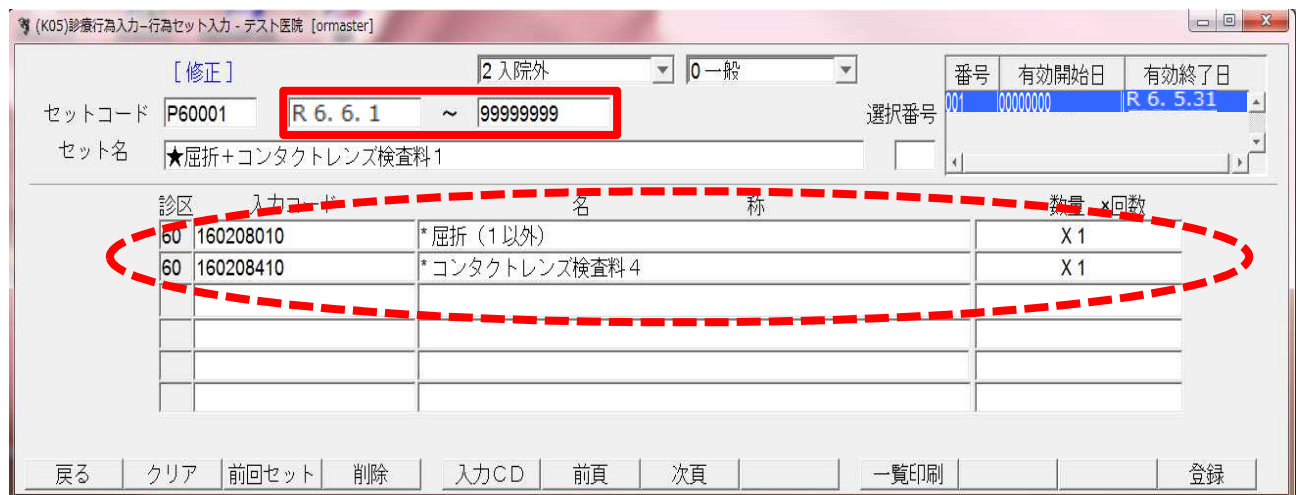 (K05)診療行為入力-行為セット入力 - テスト医院 [ormaster]
[修正] 2 入院外 0 一般 番号 有効開始日 有効終了日
セットコード P60001 R 6. 6. 1 ~ 99999999 選択番号 001 00000000 R 6. 5.31
セット名 ★屈折+コンタクトレンズ検査料1
診区 入力コード 名 称 数量 ×回数
60 160208010 *屈折(1以外) X 1
60 160208410 *コンタクトレンズ検査料4 X 1
戻る クリア 前回セット 削除 入力CD 前頁 次頁 一覧印刷 登録